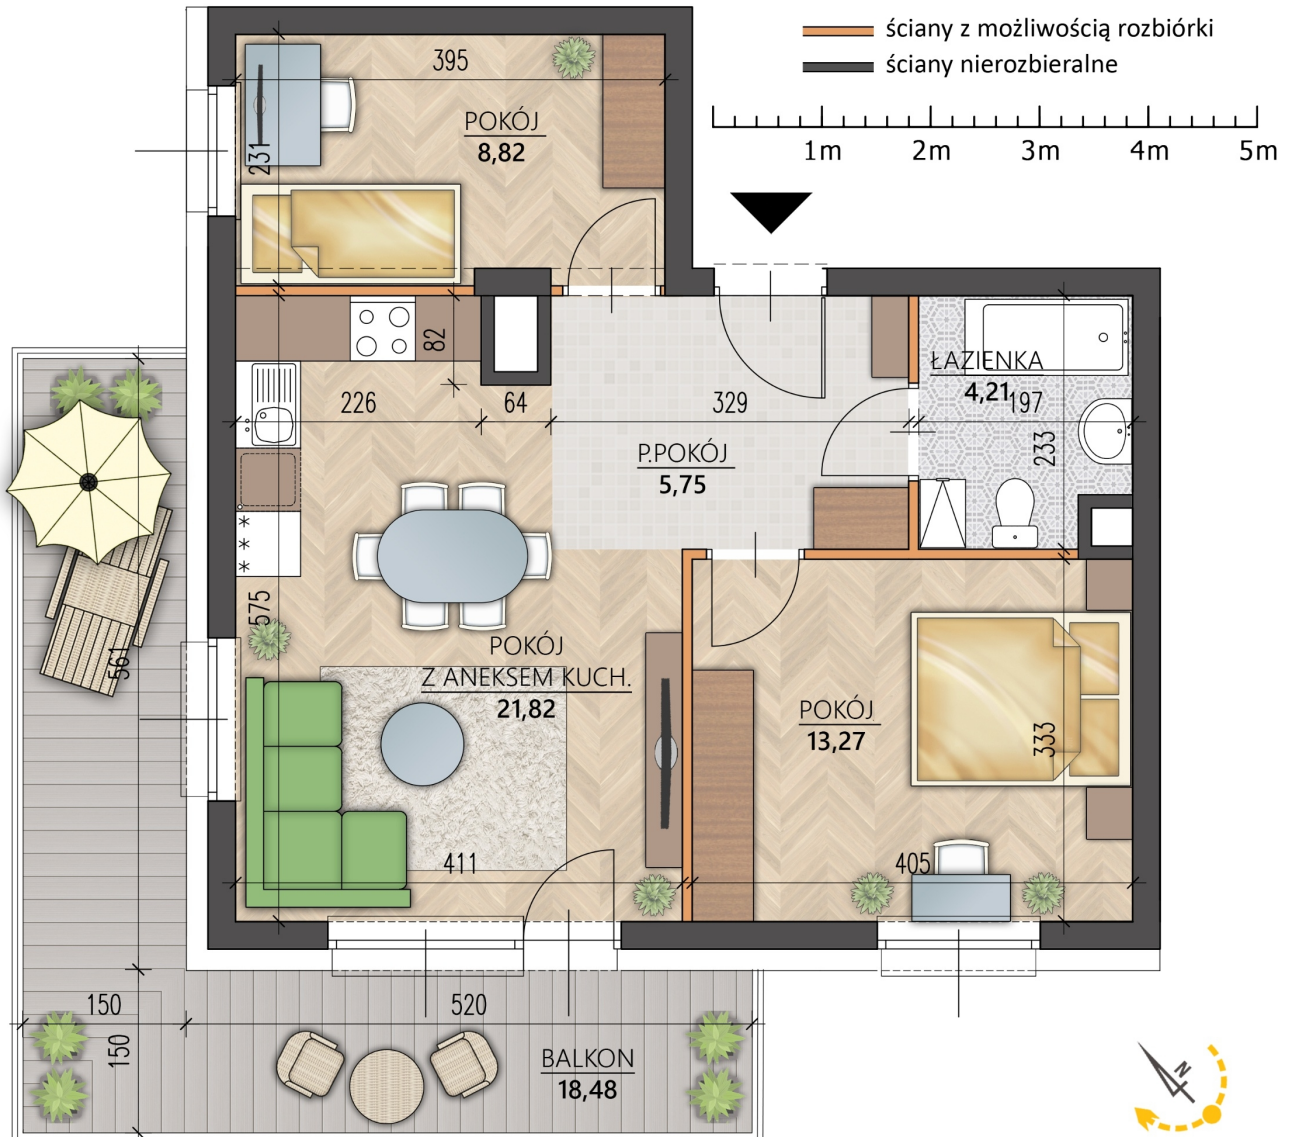 ściany z możliwością rozbiórki
ściany nierozbieralne
1m 2m 3m 4m 5m
395
POKÓJ
8,82
231
82
226
64
329
ŁAZIENKA
4,21
197
233
P.POKÓJ
5,75
575
561
POKÓJ
Z ANEKSEM KUCH.
21,82
POKÓJ
13,27
333
411
405
150
520
150
BALKON
18,48
N